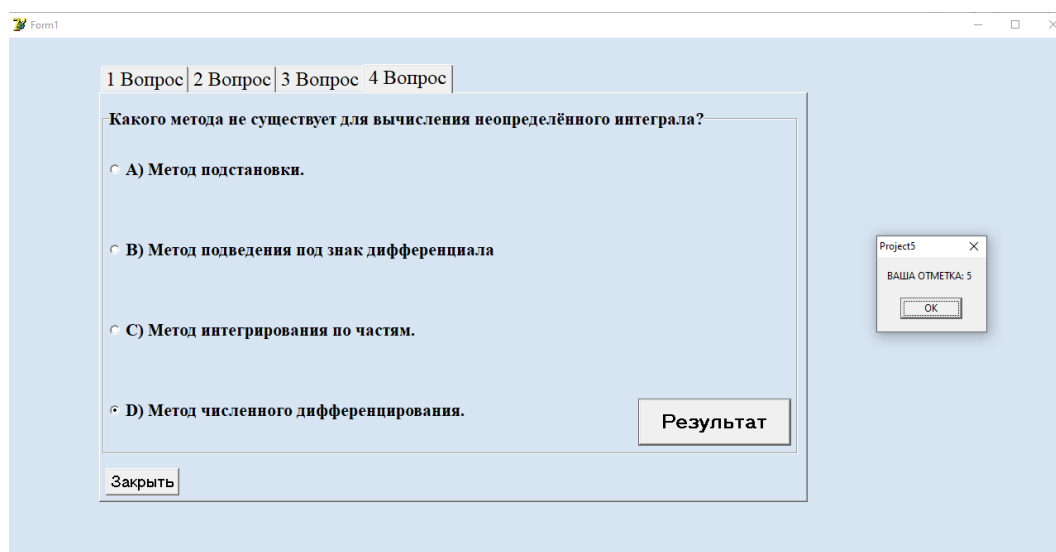 Form1
1 Вопрос 2 Вопрос 3 Вопрос 4 Вопрос
Какого метода не существует для вычисления неопределённого интеграла?
A) Метод подстановки.
B) Метод подведения под знак дифференциала
C) Метод интегрирования по частям.
D) Метод численного дифференцирования.
Результат
Закрыть
Project5
ВАША ОТМЕТКА: 5
OK